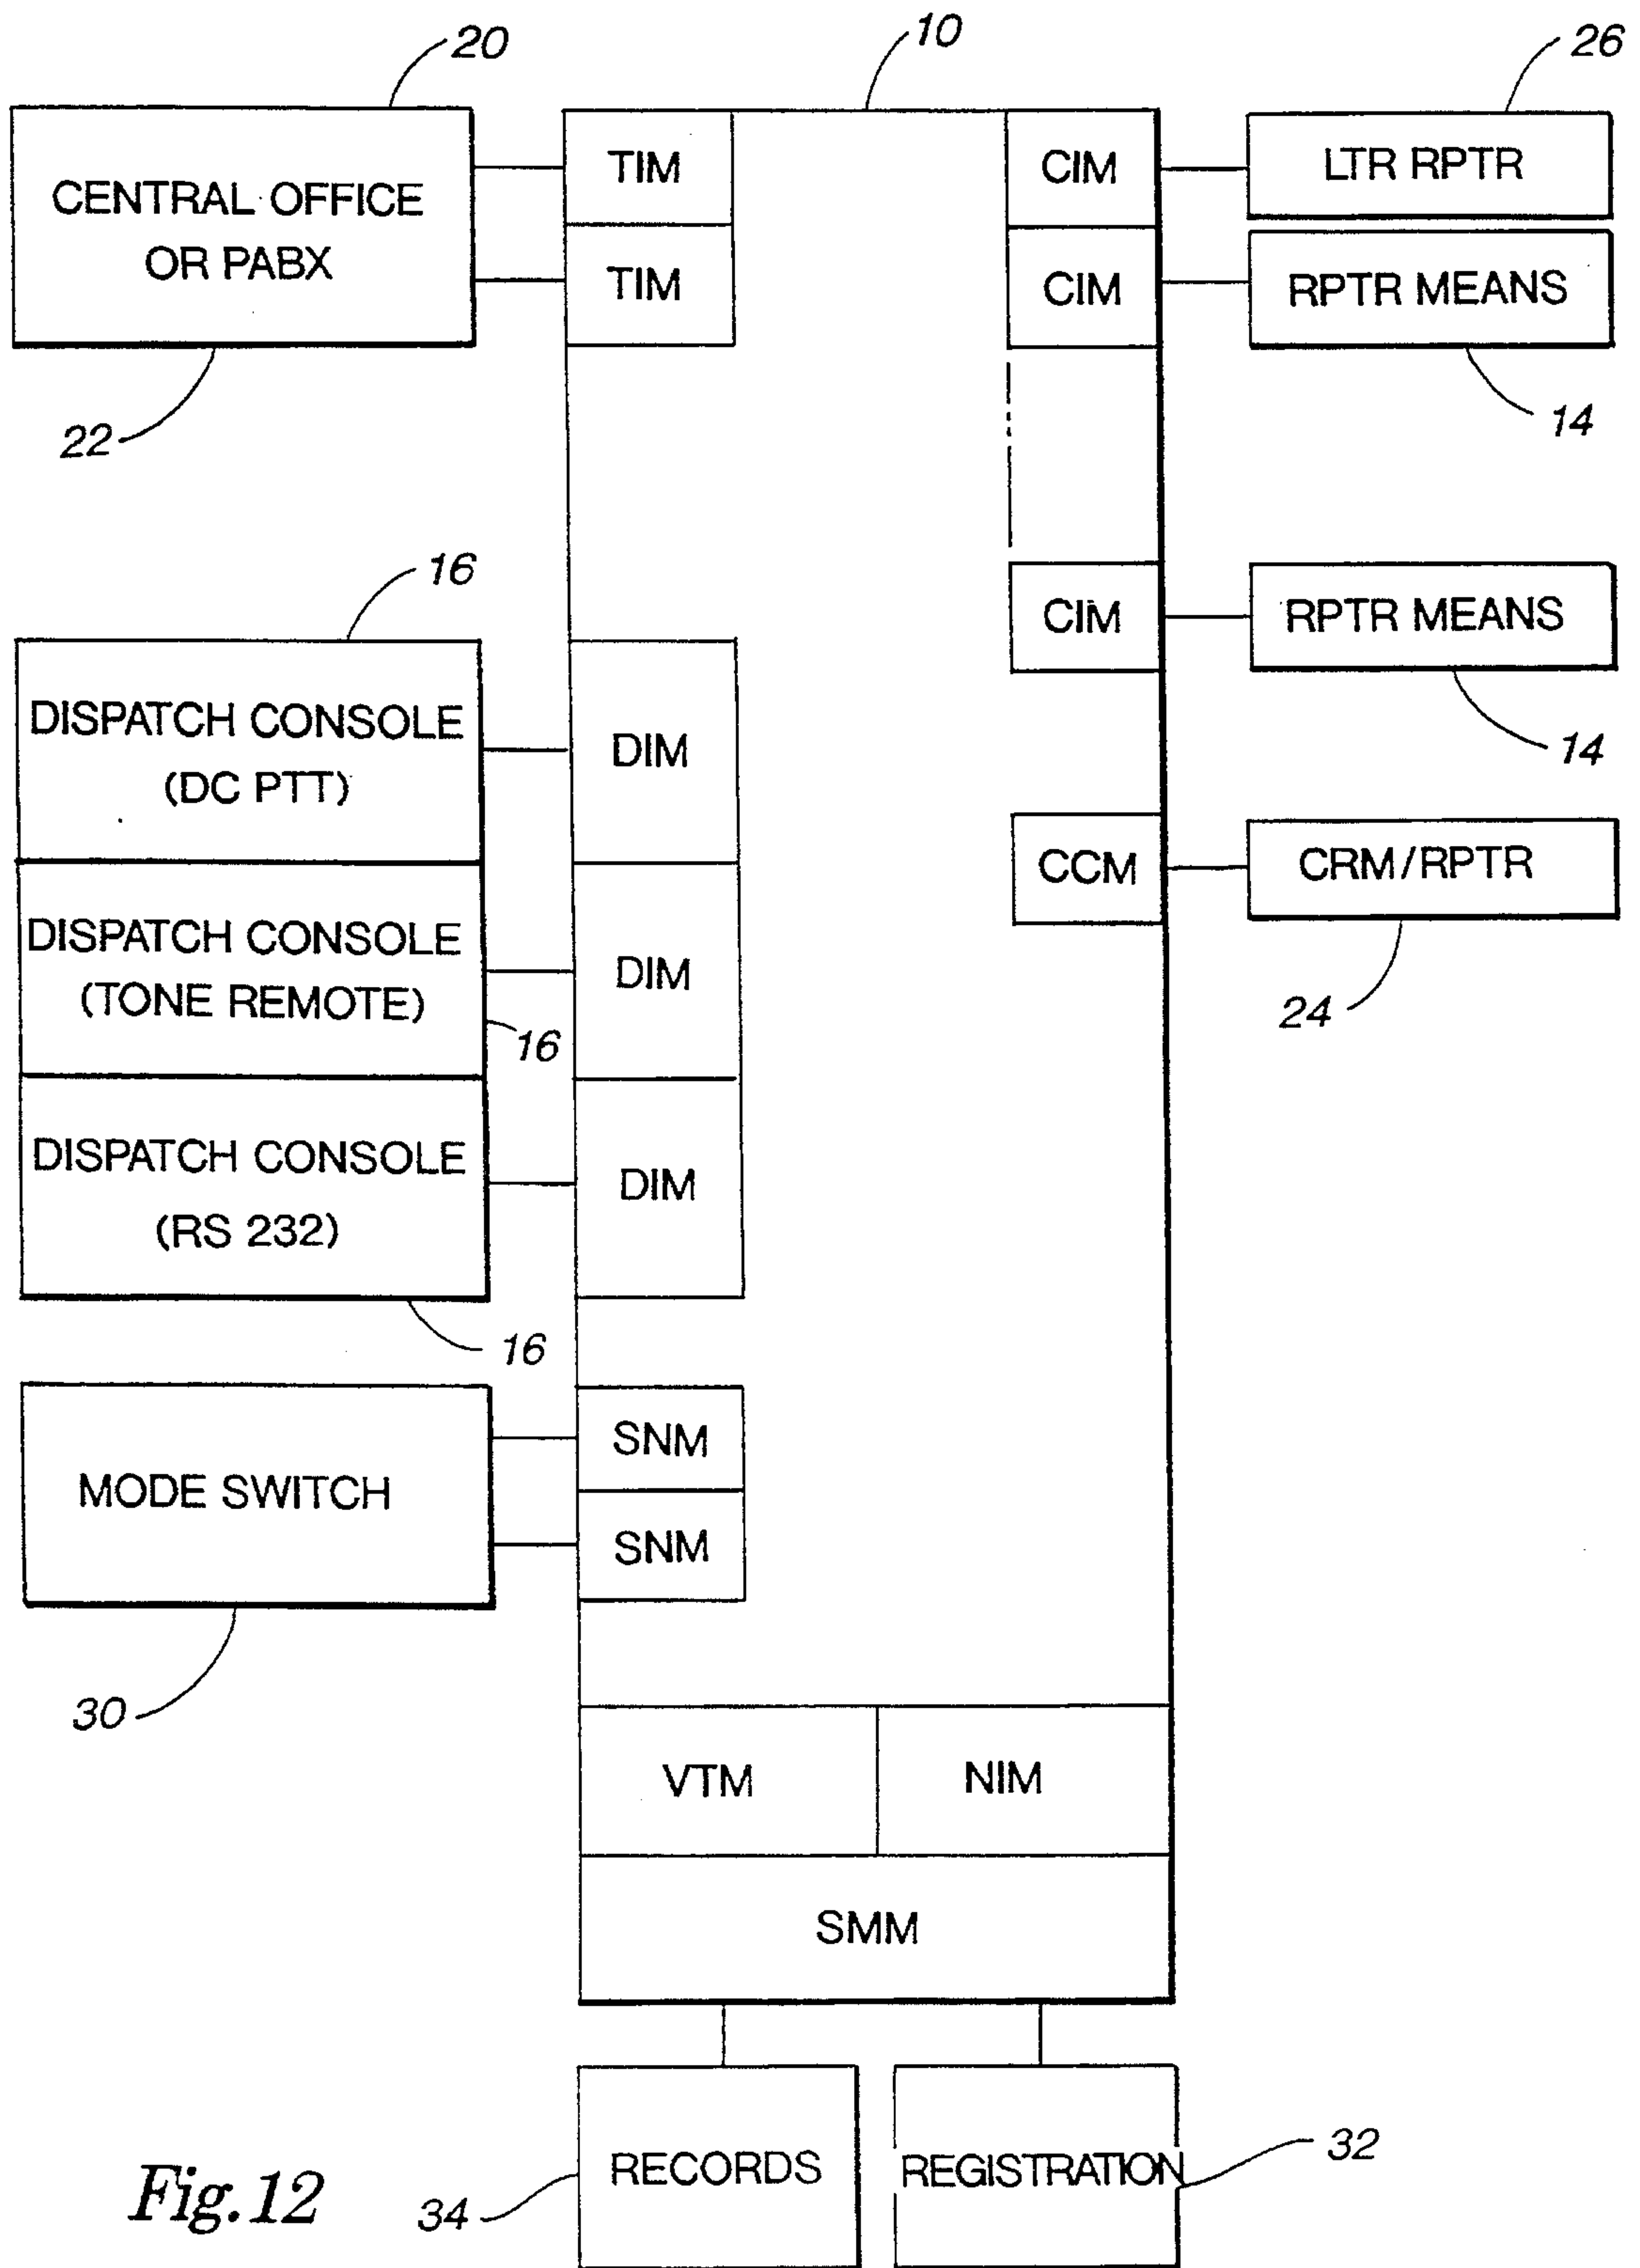 20
10
26
CENTRAL OFFICE
OR PABX
TIM
TIM
CIM
LTR RPTR
CIM
RPTR MEANS
22
14
16
CIM
RPTR MEANS
DISPATCH CONSOLE
(DC PTT)
DIM
14
CCM
CRM/RPTR
DISPATCH CONSOLE
(TONE REMOTE)
DIM
24
16
DISPATCH CONSOLE
(RS 232)
DIM
16
MODE SWITCH
SNM
SNM
30
VTM
NIM
SMM
RECORDS
REGISTRATION
32
34
Fig.12